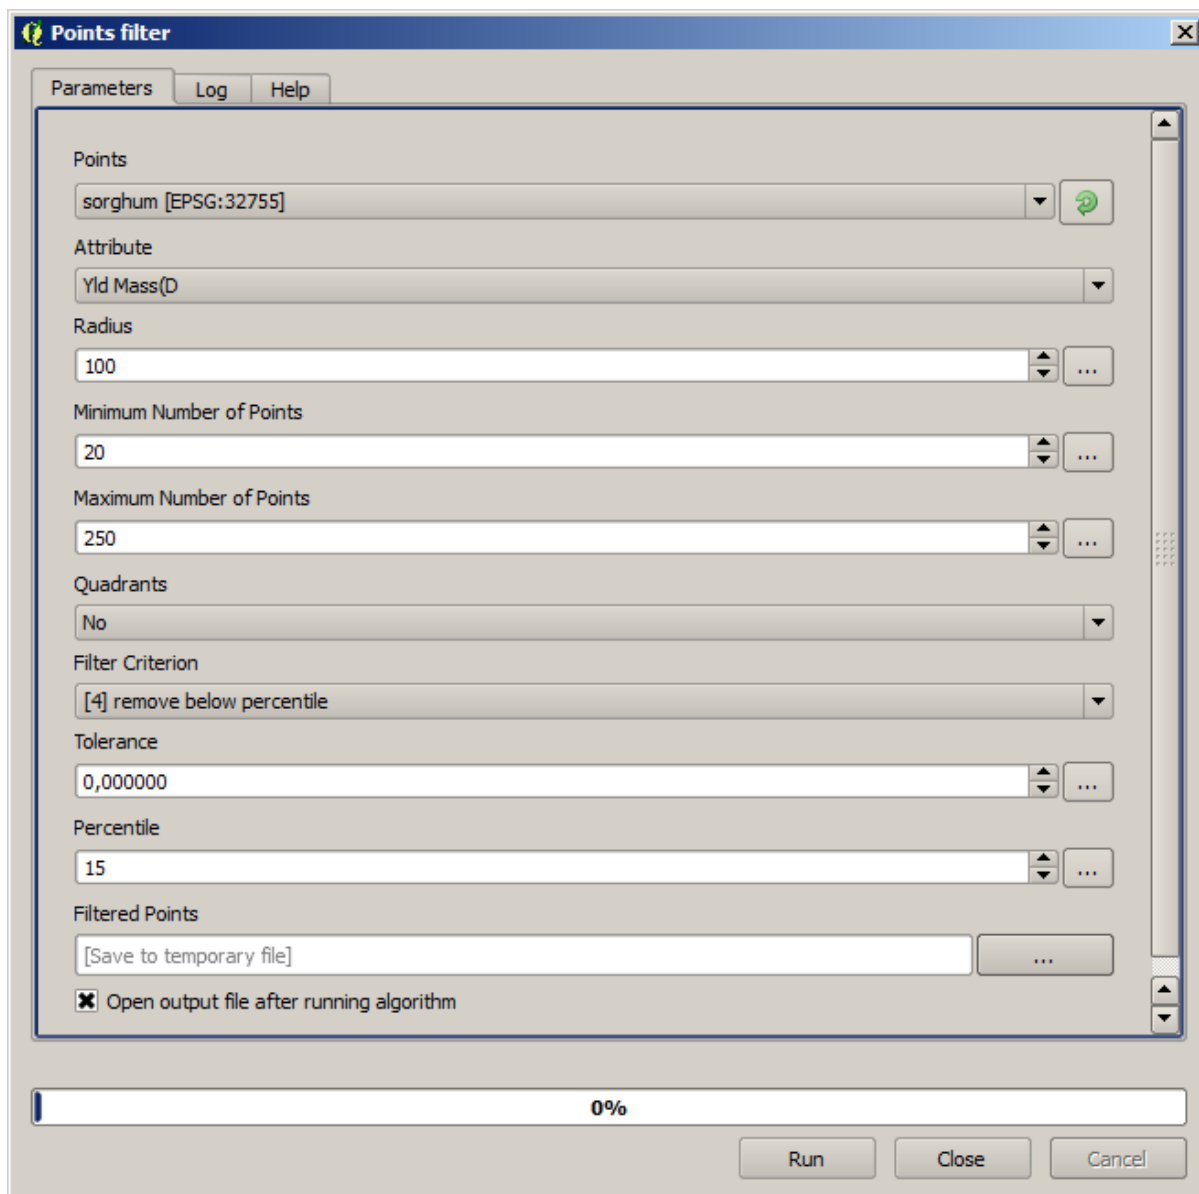 Points filter
Parameters Log Help
Points
sorghum [EPSG:32755]
Attribute
Yld Mass(D
Radius
100
...
Minimum Number of Points
20
...
Maximum Number of Points
250
...
Quadrants
No
Filter Criterion
[4] remove below percentile
Tolerance
0,000000
...
Percentile
15
...
Filtered Points
[Save to temporary file]
...
Open output file after running algorithm
0%
Run Close Cancel